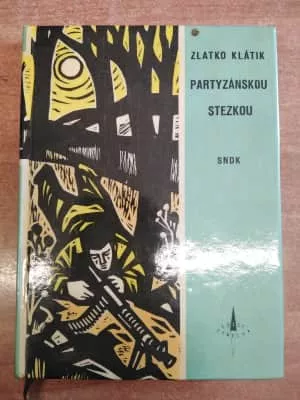 ZLATKO KLÁTIK
PARTYZÁNSKOU
STEZKOU
SNDK